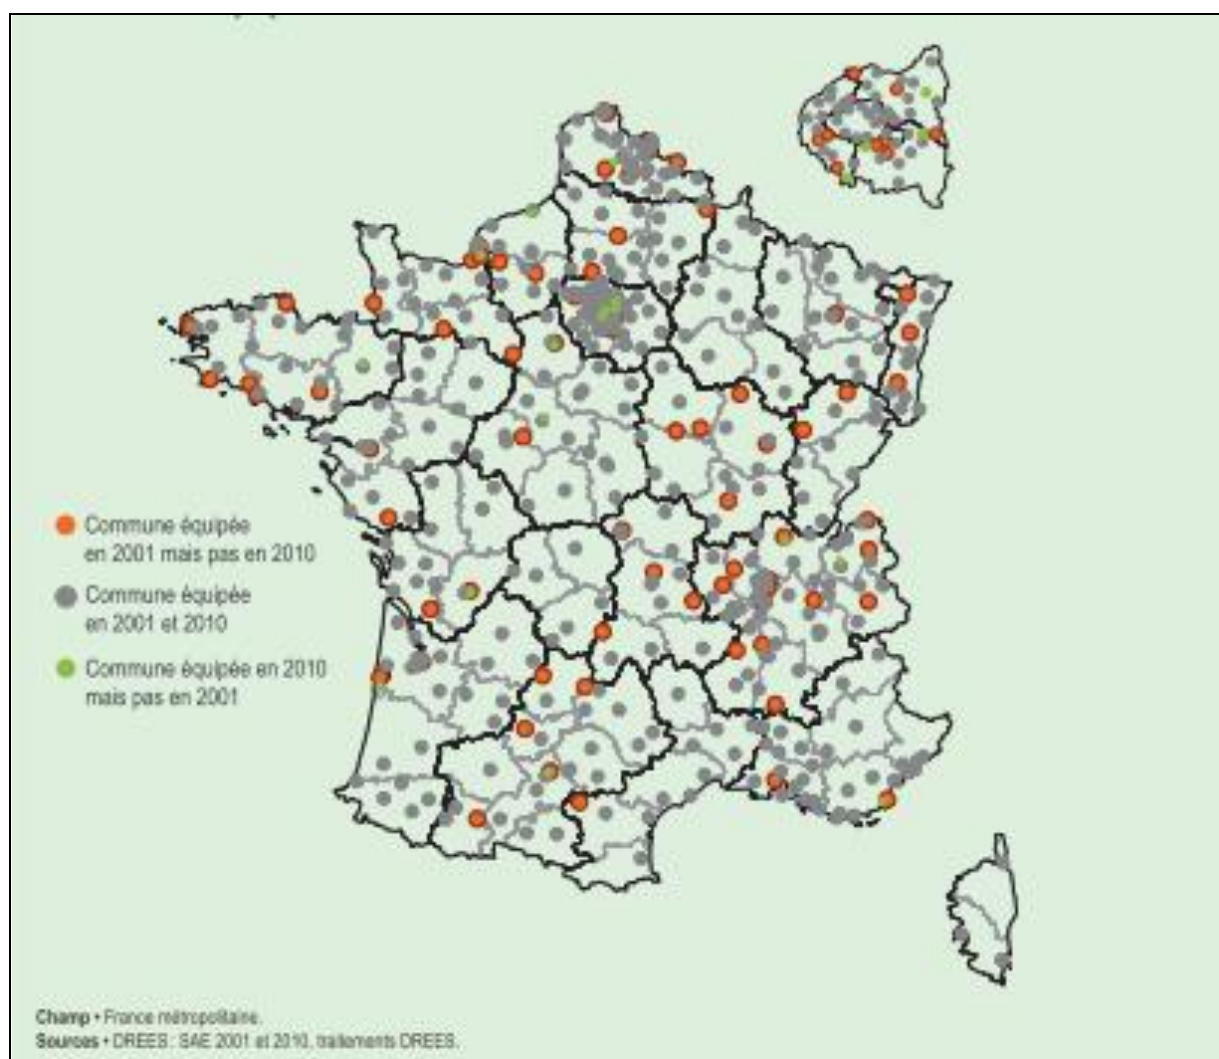 Commune équipée
en 2001 mais pas en 2010
Commune équipée
en 2001 et 2010
Commune équipée en 2010
mais pas en 2001
Champ • France métropolitaine.
Sources • DREES: SAE 2001 et 2010, traitements DREES.